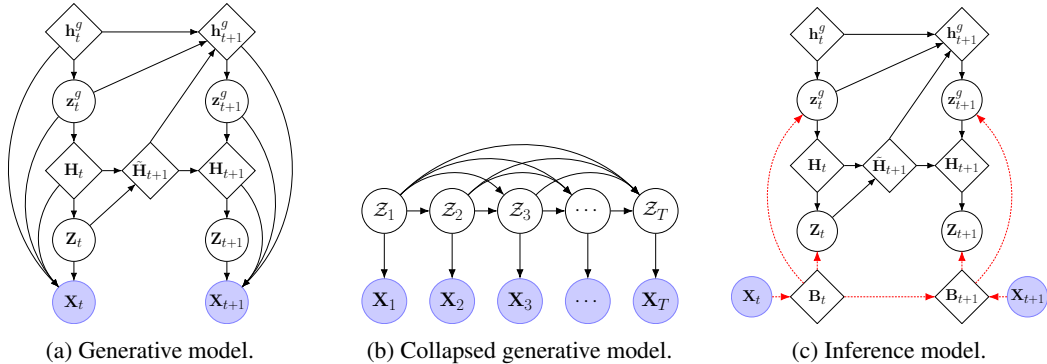 h_t^g h_{t+1}^g
z_t^g z_{t+1}^g
H_t H̃_{t+1} H_{t+1}
Z_t Z_{t+1}
X_t X_{t+1}
(a) Generative model.
𝒵_1 𝒵_2 𝒵_3 ⋯ 𝒵_T
X_1 X_2 X_3 ⋯ X_T
(b) Collapsed generative model.
h_t^g h_{t+1}^g
z_t^g z_{t+1}^g
H_t H̃_{t+1} H_{t+1}
Z_t Z_{t+1}
X_t B_t B_{t+1} X_{t+1}
(c) Inference model.